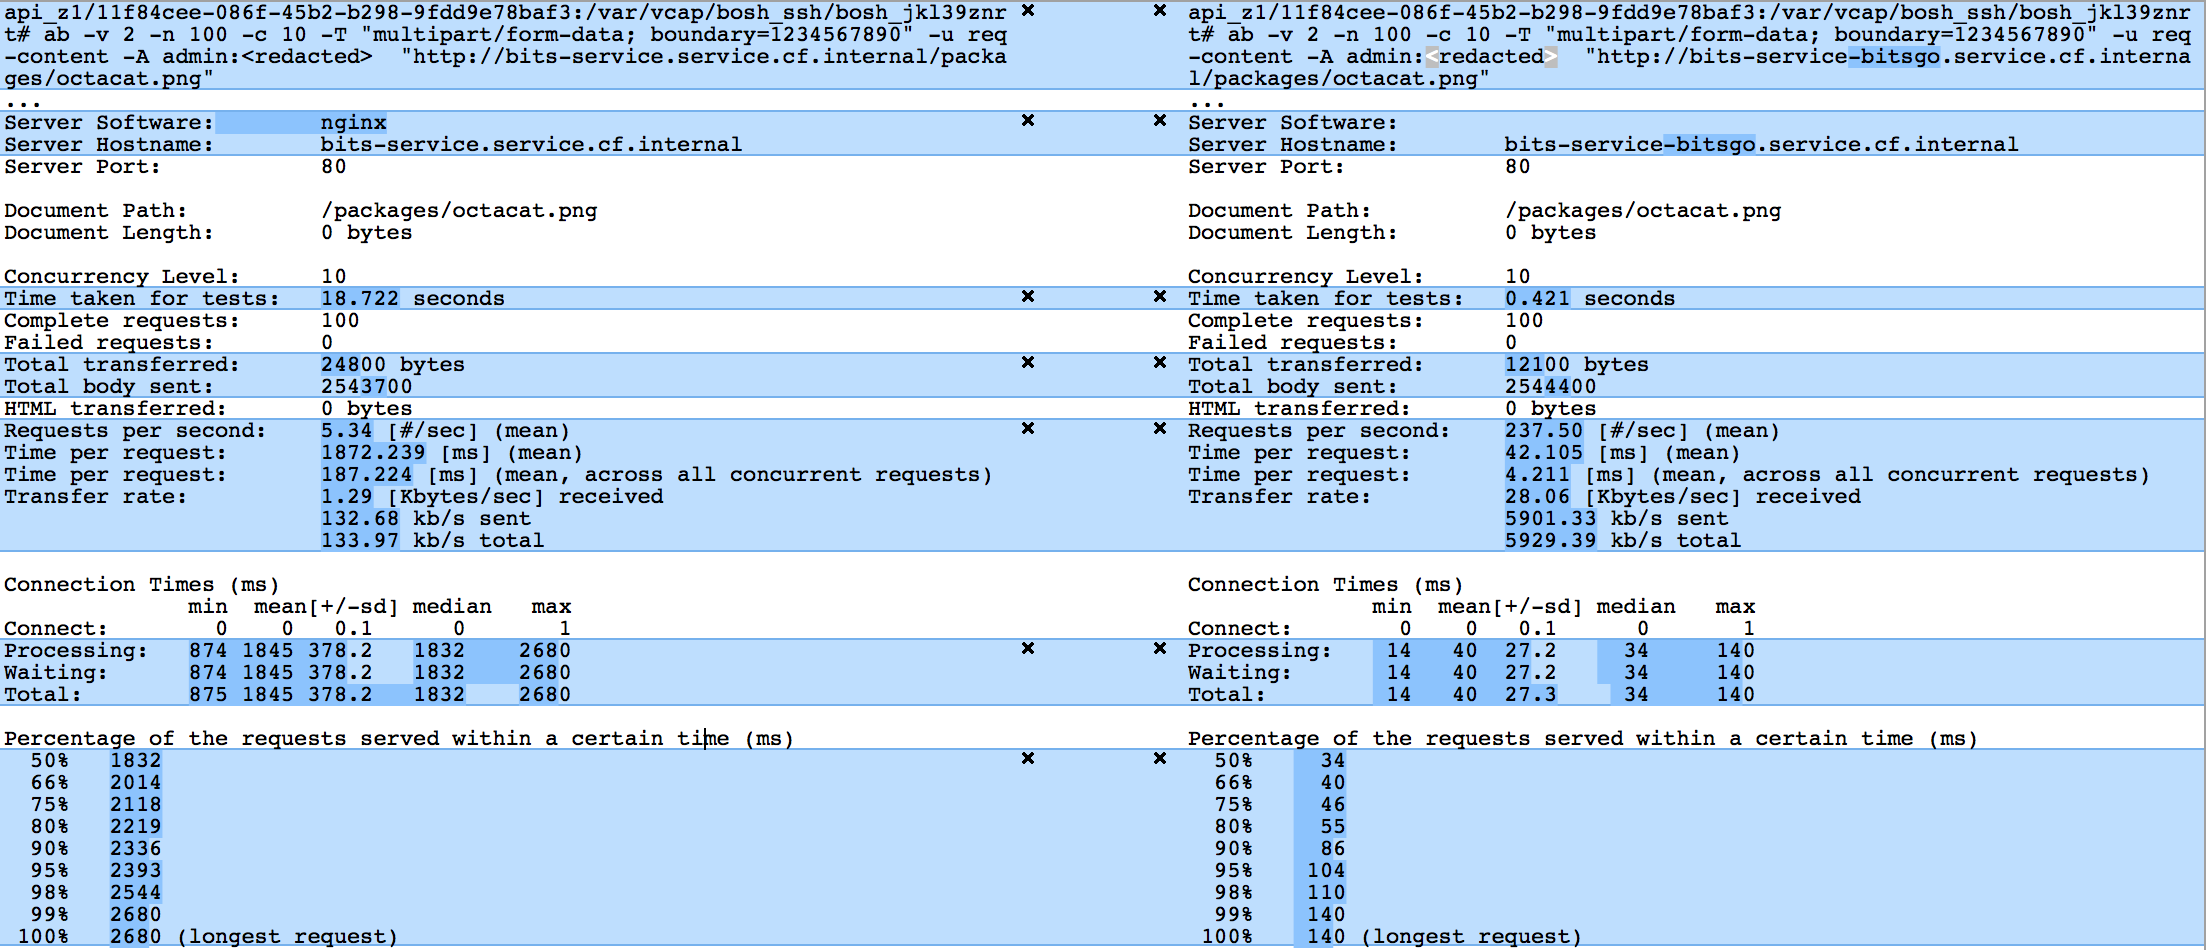 api_z1/11f84cee-086f-45b2-b298-9fdd9e78baf3:/var/vcap/bosh_ssh/bosh_jkl39znr
t# ab -v 2 -n 100 -c 10 -T "multipart/form-data; boundary=1234567890" -u req
-content -A admin:<redacted>  "http://bits-service.service.cf.internal/packa
ges/octacat.png"
...
Server Software:        nginx
Server Hostname:        bits-service.service.cf.internal
Server Port:            80
Document Path:          /packages/octacat.png
Document Length:        0 bytes
Concurrency Level:      10
Time taken for tests:   18.722 seconds
Complete requests:      100
Failed requests:        0
Total transferred:      24800 bytes
Total body sent:        2543700
HTML transferred:       0 bytes
Requests per second:    5.34 [#/sec] (mean)
Time per request:       1872.239 [ms] (mean)
Time per request:       187.224 [ms] (mean, across all concurrent requests)
Transfer rate:          1.29 [Kbytes/sec] received
                        132.68 kb/s sent
                        133.97 kb/s total
Connection Times (ms)
              min  mean[+/-sd] median   max
Connect:        0    0   0.1      0       1
Processing:   874 1845 378.2   1832    2680
Waiting:      874 1845 378.2   1832    2680
Total:        875 1845 378.2   1832    2680
Percentage of the requests served within a certain time (ms)
  50%   1832
  66%   2014
  75%   2118
  80%   2219
  90%   2336
  95%   2393
  98%   2544
  99%   2680
 100%   2680 (longest request)
api_z1/11f84cee-086f-45b2-b298-9fdd9e78baf3:/var/vcap/bosh_ssh/bosh_jkl39znr
t# ab -v 2 -n 100 -c 10 -T "multipart/form-data; boundary=1234567890" -u req
-content -A admin:<redacted>  "http://bits-service-bitsgo.service.cf.interna
l/packages/octacat.png"
...
Server Software:
Server Hostname:        bits-service-bitsgo.service.cf.internal
Server Port:            80
Document Path:          /packages/octacat.png
Document Length:        0 bytes
Concurrency Level:      10
Time taken for tests:   0.421 seconds
Complete requests:      100
Failed requests:        0
Total transferred:      12100 bytes
Total body sent:        2544400
HTML transferred:       0 bytes
Requests per second:    237.50 [#/sec] (mean)
Time per request:       42.105 [ms] (mean)
Time per request:       4.211 [ms] (mean, across all concurrent requests)
Transfer rate:          28.06 [Kbytes/sec] received
                        5901.33 kb/s sent
                        5929.39 kb/s total
Connection Times (ms)
              min  mean[+/-sd] median   max
Connect:        0    0   0.1      0       1
Processing:    14   40  27.2     34     140
Waiting:       14   40  27.2     34     140
Total:         14   40  27.3     34     140
Percentage of the requests served within a certain time (ms)
  50%     34
  66%     40
  75%     46
  80%     55
  90%     86
  95%    104
  98%    110
  99%    140
 100%    140 (longest request)